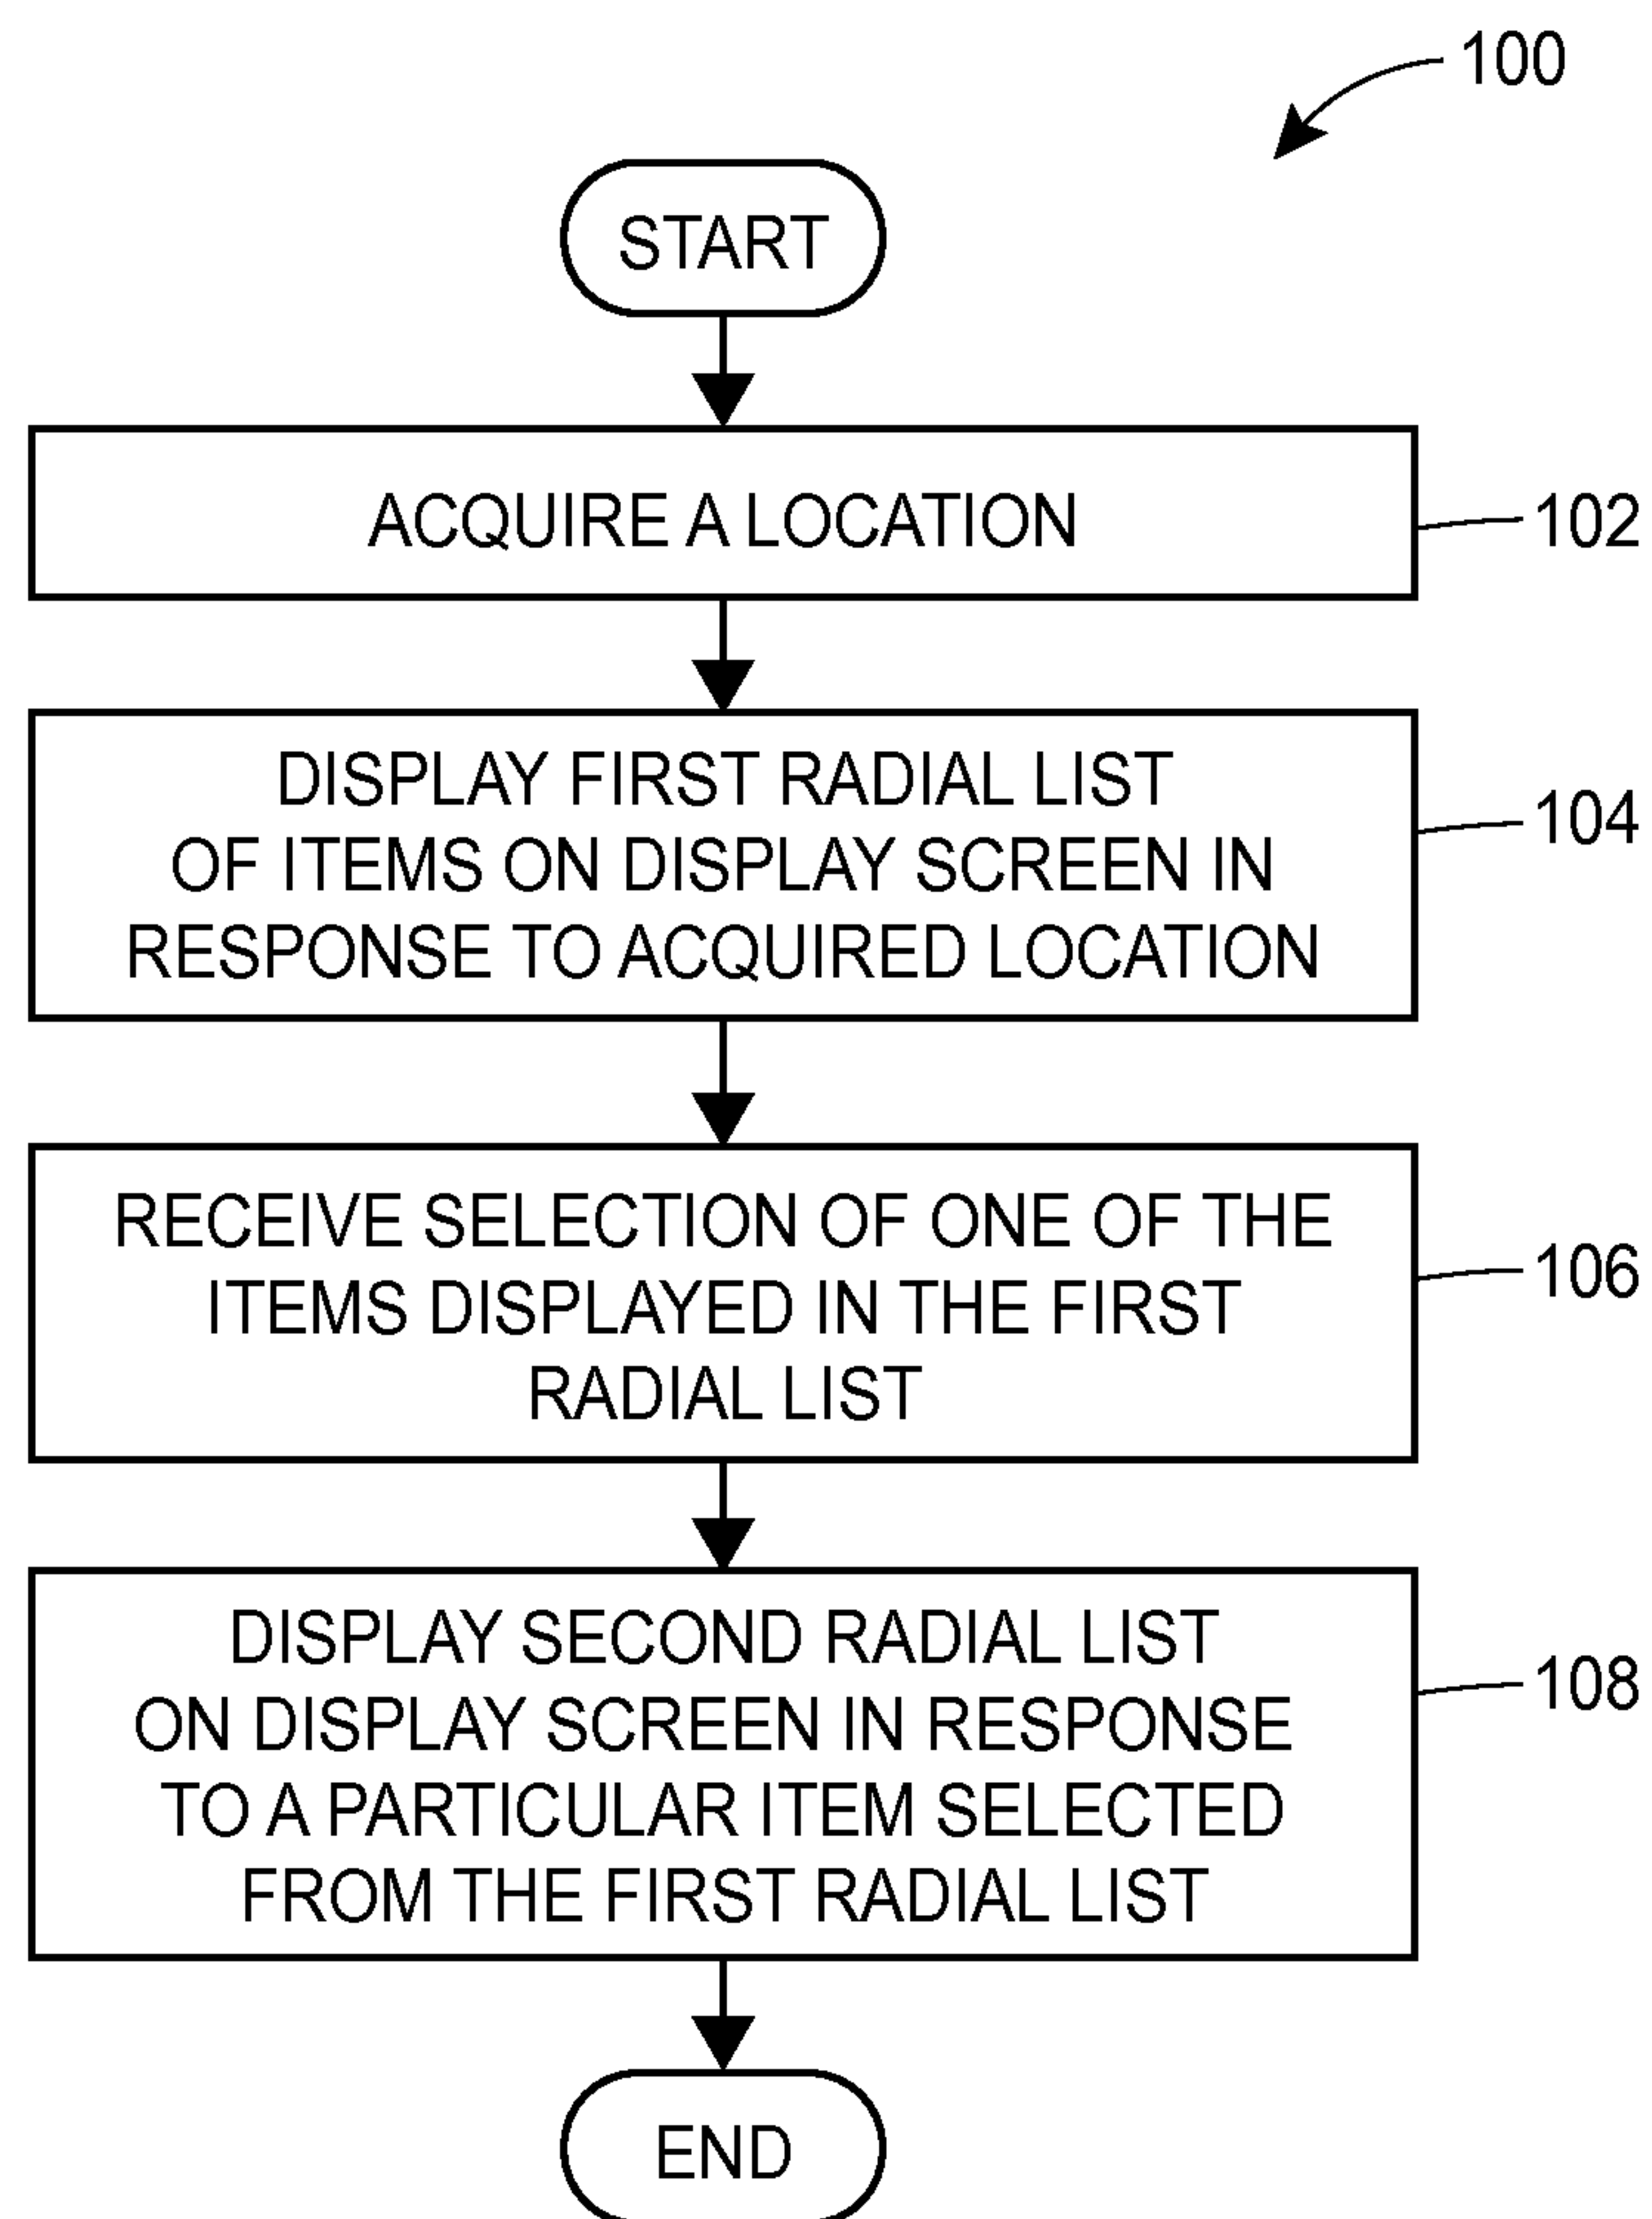 100
START
ACQUIRE A LOCATION
102
DISPLAY FIRST RADIAL LIST
OF ITEMS ON DISPLAY SCREEN IN
RESPONSE TO ACQUIRED LOCATION
104
RECEIVE SELECTION OF ONE OF THE
ITEMS DISPLAYED IN THE FIRST
RADIAL LIST
106
DISPLAY SECOND RADIAL LIST
ON DISPLAY SCREEN IN RESPONSE
TO A PARTICULAR ITEM SELECTED
FROM THE FIRST RADIAL LIST
108
END